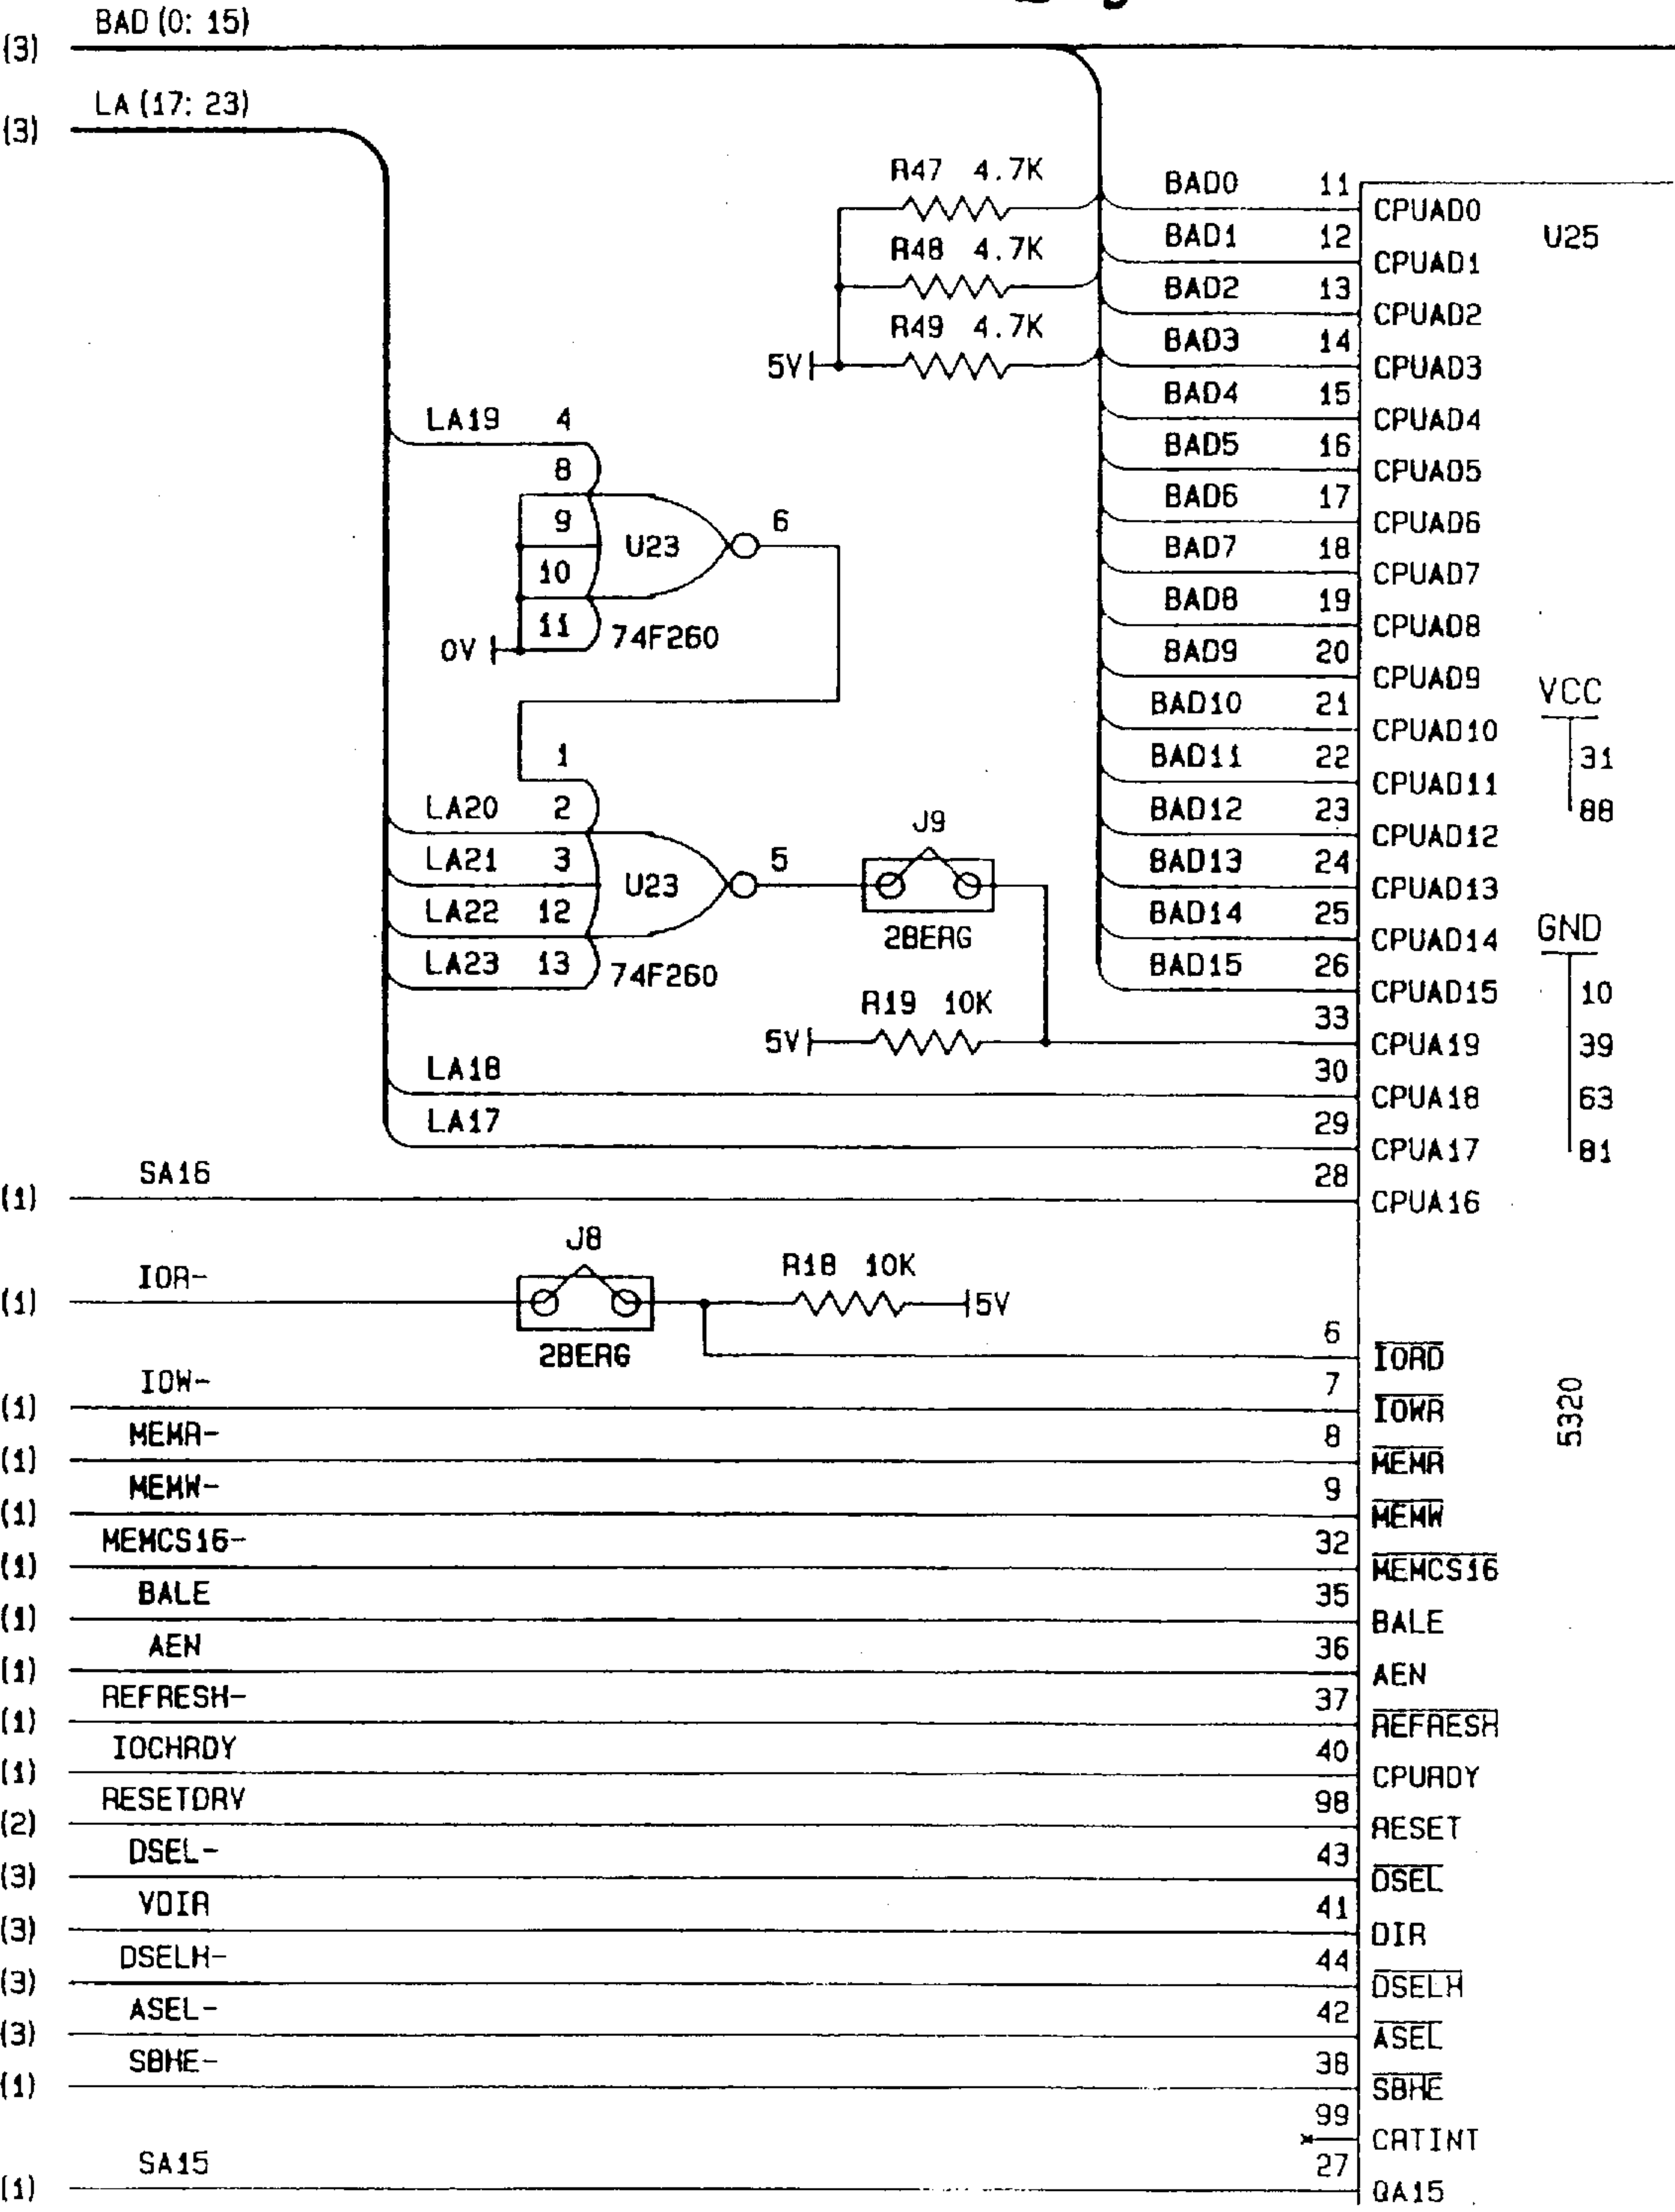 BAD (0: 15)
(3)
LA (17: 23)
(3)
R47 4.7K
R48 4.7K
R49 4.7K
5V
BAD0 11 CPUAD0
U25
BAD1 12 CPUAD1
BAD2 13 CPUAD2
BAD3 14 CPUAD3
BAD4 15 CPUAD4
BAD5 16 CPUAD5
BAD6 17 CPUAD6
BAD7 18 CPUAD7
BAD8 19 CPUAD8
BAD9 20 CPUAD9
BAD10 21 CPUAD10
BAD11 22 CPUAD11
BAD12 23 CPUAD12
BAD13 24 CPUAD13
BAD14 25 CPUAD14
BAD15 26 CPUAD15
VCC
31
88
GND
10
39
63
81
LA19 4
8
9
10
11
U23
6
74F260
0V
1
LA20 2
LA21 3
LA22 12
LA23 13
U23
5
74F260
J9
2BERG
R19 10K
5V
33 CPUA19
LA18 30 CPUA18
LA17 29 CPUA17
(1) SA16 28 CPUA16
J8
(1) IOR-
2BERG
R18 10K
5V
6 IORD
(1) IOW- 7 IOWR
(1) MEMR- 8 MEMR
(1) MEMW- 9 MEMW
(1) MEMCS16- 32 MEMCS16
(1) BALE 35 BALE
(1) AEN 36 AEN
(1) REFRESH- 37 REFRESH
(1) IOCHRDY 40 CPURDY
(2) RESETDRV 98 RESET
(3) DSEL- 43 DSEL
(3) VDIR 41 DIR
(3) DSELH- 44 DSELH
(3) ASEL- 42 ASEL
(1) SBHE- 38 SBHE
99 CRTINT
(1) SA15 27 QA15
5320